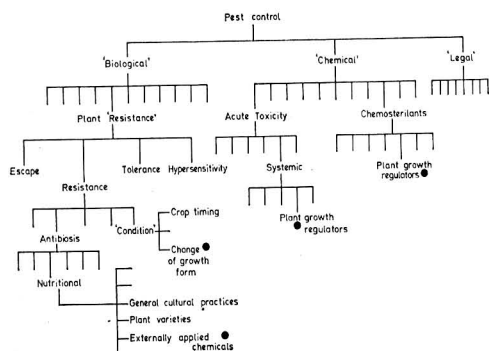 Pest control
'Biological'
'Chemical'
'Legal'
Plant 'Resistance'
Acute Toxicity
Chemosterilants
Escape
Tolerance
Hypersensitivity
Systemic
Plant growth
regulators
Resistance
Plant growth
regulators
Antibiosis
'Condition'
Crop timing
Change
of growth
form
Nutritional
General cultural practices
Plant varieties
Externally applied
chemicals